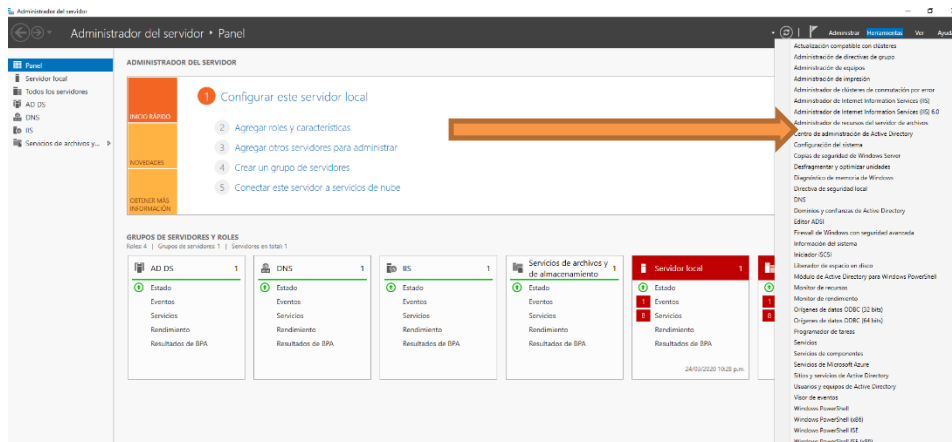 Administrador del servidor
Administrador del servidor • Panel
Administrar Herramientas Ver Ayuda
Panel
Servidor local
Todos los servidores
AD DS
DNS
IIS
Servicios de archivos y...
ADMINISTRADOR DEL SERVIDOR
INICIO RÁPIDO
NOVEDADES
OBTENER MÁS
INFORMACIÓN
1 Configurar este servidor local
2 Agregar roles y características
3 Agregar otros servidores para administrar
4 Crear un grupo de servidores
5 Conectar este servidor a servicios de nube
GRUPOS DE SERVIDORES Y ROLES
Roles: 4 | Grupos de servidores: 1 | Servidores en total: 1
AD DS 1
Estado
Eventos
Servicios
Rendimiento
Resultados de BPA
DNS 1
Estado
Eventos
Servicios
Rendimiento
Resultados de BPA
IIS 1
Estado
Eventos
Servicios
Rendimiento
Resultados de BPA
Servicios de archivos y 1
de almacenamiento
Estado
Eventos
Servicios
Rendimiento
Resultados de BPA
Servidor local 1
Estado
1 Eventos
8 Servicios
Rendimiento
Resultados de BPA
24/03/2020 10:28 p.m.
1
8
Actualización compatible con clústeres
Administración de directivas de grupo
Administración de equipos
Administración de impresión
Administrador de clústeres de conmutación por error
Administrador de Internet Information Services (IIS)
Administrador de Internet Information Services (IIS) 6.0
Administrador de recursos del servidor de archivos
Centro de administración de Active Directory
Configuración del sistema
Copias de seguridad de Windows Server
Desfragmentar y optimizar unidades
Diagnóstico de memoria de Windows
Directiva de seguridad local
DNS
Dominios y confianzas de Active Directory
Editor ADSI
Firewall de Windows con seguridad avanzada
Información del sistema
Iniciador iSCSI
Liberador de espacio en disco
Módulo de Active Directory para Windows PowerShell
Monitor de recursos
Monitor de rendimiento
Orígenes de datos ODBC (32 bits)
Orígenes de datos ODBC (64 bits)
Programador de tareas
Servicios
Servicios de componentes
Servicios de Microsoft Azure
Sitios y servicios de Active Directory
Usuarios y equipos de Active Directory
Visor de eventos
Windows PowerShell
Windows PowerShell (x86)
Windows PowerShell ISE
Windows PowerShell ISE (x86)